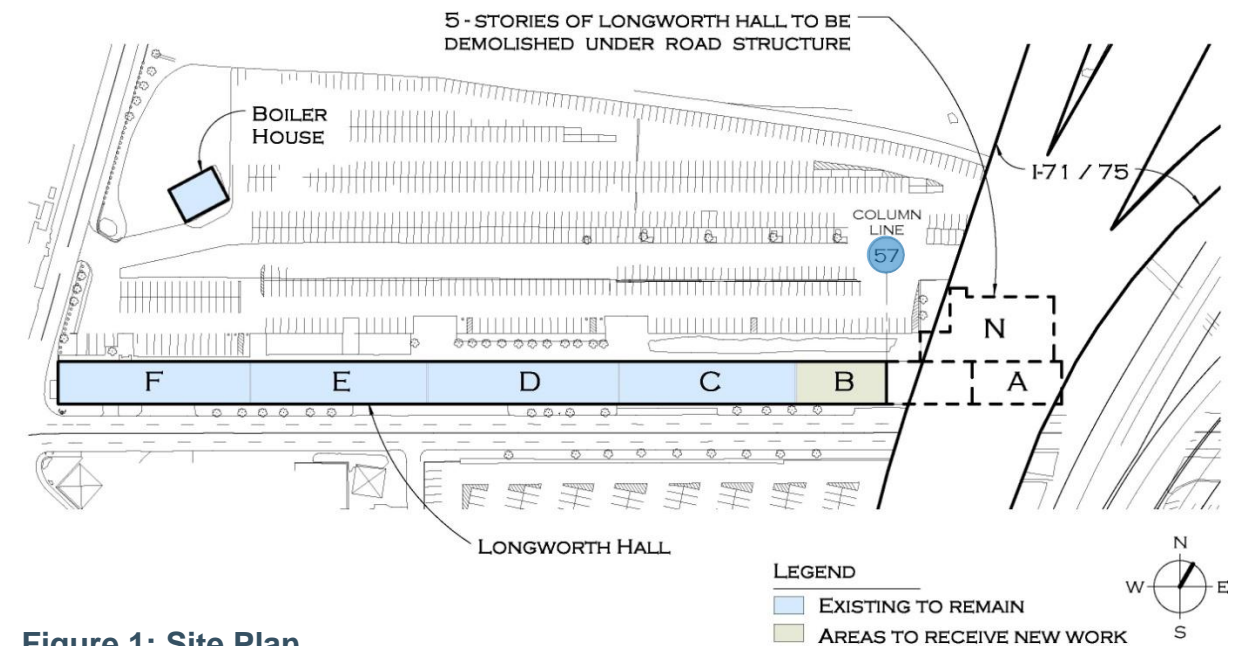 5 - STORIES OF LONGWORTH HALL TO BE
DEMOLISHED UNDER ROAD STRUCTURE
BOILER
HOUSE
I-71 / 75
COLUMN
LINE
57
N
F
E
D
C
B
A
LONGWORTH HALL
LEGEND
EXISTING TO REMAIN
AREAS TO RECEIVE NEW WORK
N
W
E
S
Figure 1: Site Plan